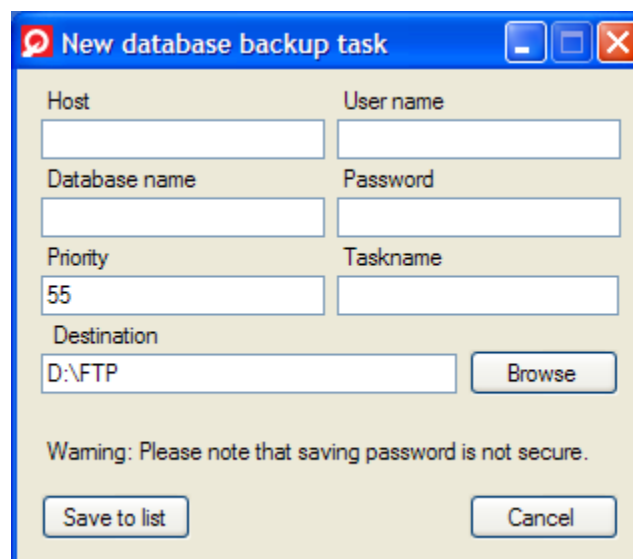 New database backup task
Host User name
Database name Password
Priority Taskname
55
Destination
D:\FTP Browse
Warning: Please note that saving password is not secure.
Save to list Cancel